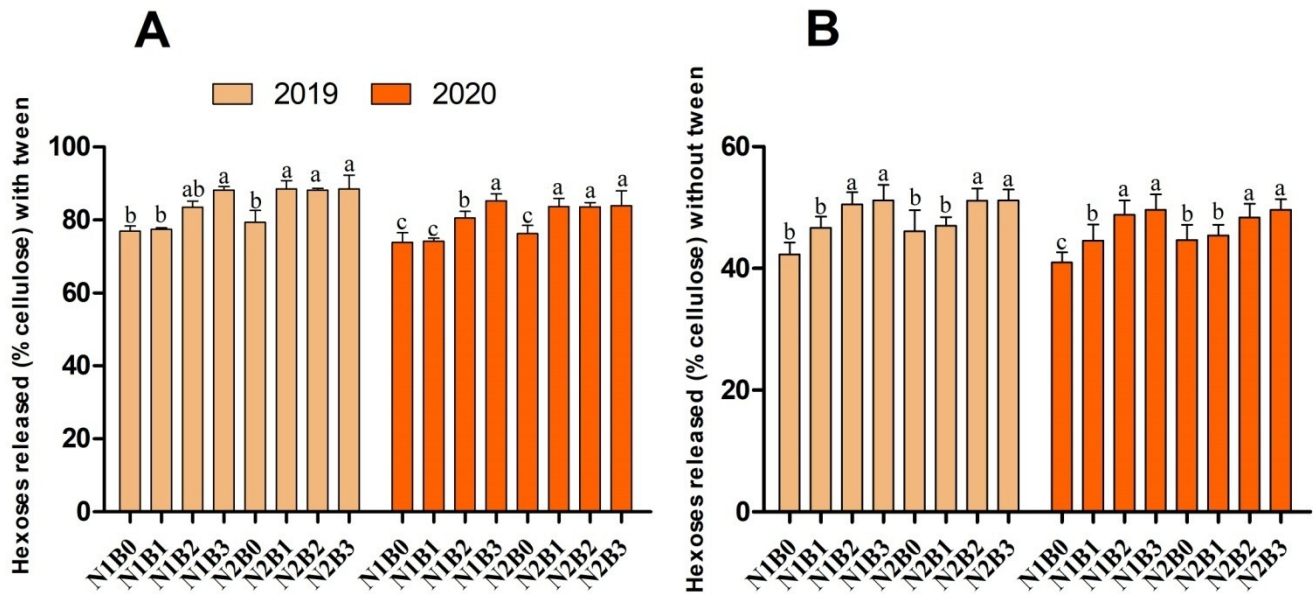 A
B
2019 2020
Hexoses released (% cellulose) with tween
100
80
60
40
20
0
b b ab a b a a a
c c b a c a a a
N1B0 N1B1 N1B2 N1B3 N2B0 N2B1 N2B2 N2B3
N1B0 N1B1 N1B2 N1B3 N2B0 N2B1 N2B2 N2B3
Hexoses released (% cellulose) without tween
60
40
20
0
b b a a b b a a
c b a a b b a a
N1B0 N1B1 N1B2 N1B3 N2B0 N2B1 N2B2 N2B3
N1B0 N1B1 N1B2 N1B3 N2B0 N2B1 N2B2 N2B3